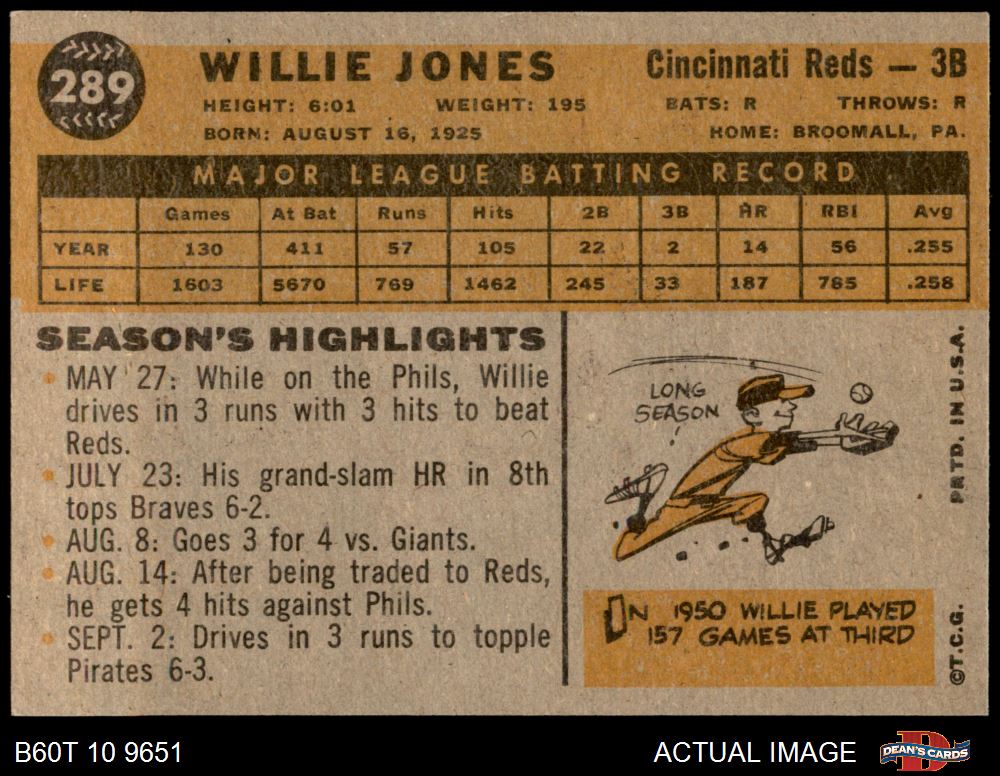 289
WILLIE JONES
Cincinnati Reds — 3B
HEIGHT: 6:01 WEIGHT: 195 BATS: R THROWS: R
BORN: AUGUST 16, 1925 HOME: BROOMALL, PA.
MAJOR LEAGUE BATTING RECORD
Games At Bat Runs Hits 2B 3B HR RBI Avg
YEAR 130 411 57 105 22 2 14 56 .255
LIFE 1603 5670 769 1462 245 33 187 785 .258
SEASON'S HIGHLIGHTS
• MAY 27: While on the Phils, Willie
drives in 3 runs with 3 hits to beat
Reds.
• JULY 23: His grand-slam HR in 8th
tops Braves 6-2.
• AUG. 8: Goes 3 for 4 vs. Giants.
• AUG. 14: After being traded to Reds,
he gets 4 hits against Phils.
• SEPT. 2: Drives in 3 runs to topple
Pirates 6-3.
LONG
SEASON
!
IN 1950 WILLIE PLAYED
157 GAMES AT THIRD
©T.C.G. PRTD. IN U.S.A.
B60T 10 9651
ACTUAL IMAGE
DEAN'S CARDS